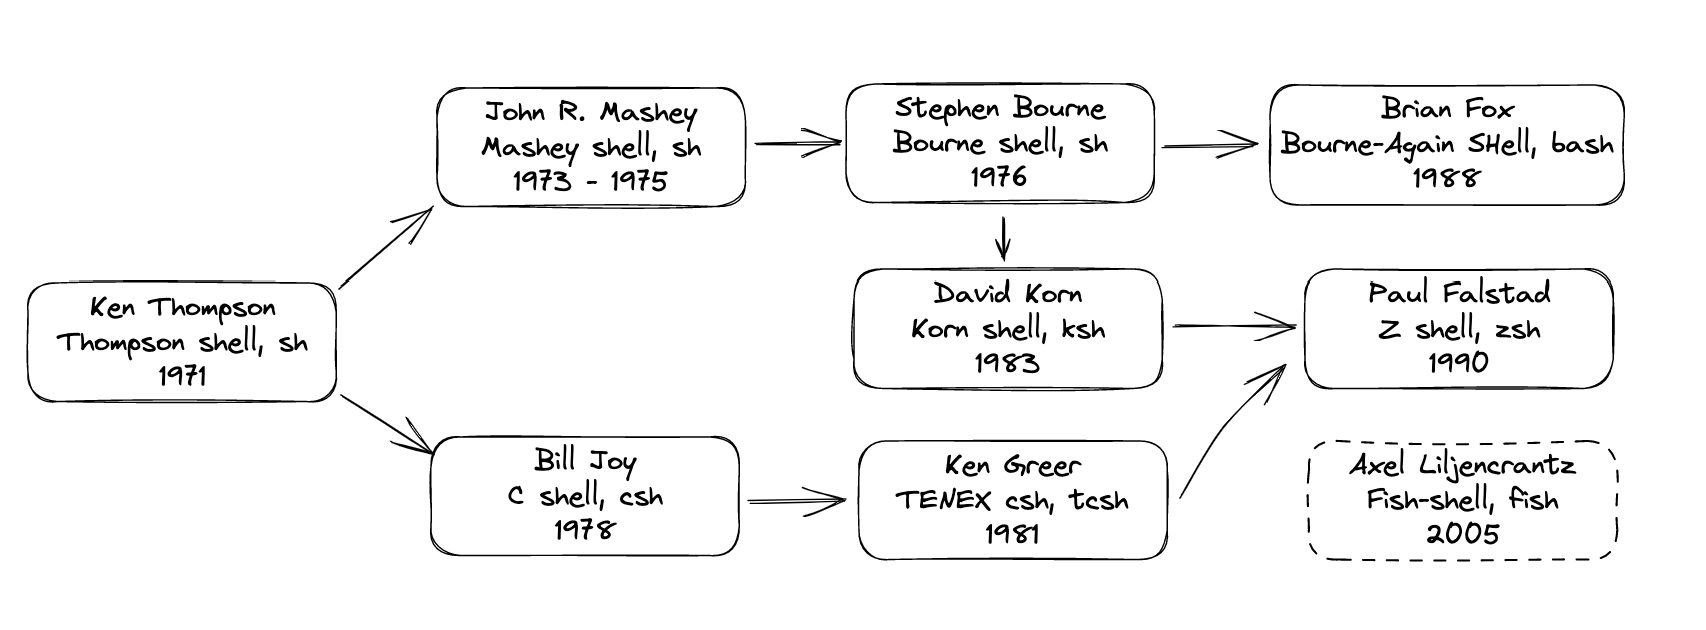 John R. Mashey
Mashey shell, sh
1973 - 1975
Stephen Bourne
Bourne shell, sh
1976
Brian Fox
Bourne-Again SHell, bash
1988
Ken Thompson
Thompson shell, sh
1971
David Korn
Korn shell, ksh
1983
Paul Falstad
Z shell, zsh
1990
Bill Joy
C shell, csh
1978
Ken Greer
TENEX csh, tcsh
1981
Axel Liljencrantz
Fish-shell, fish
2005